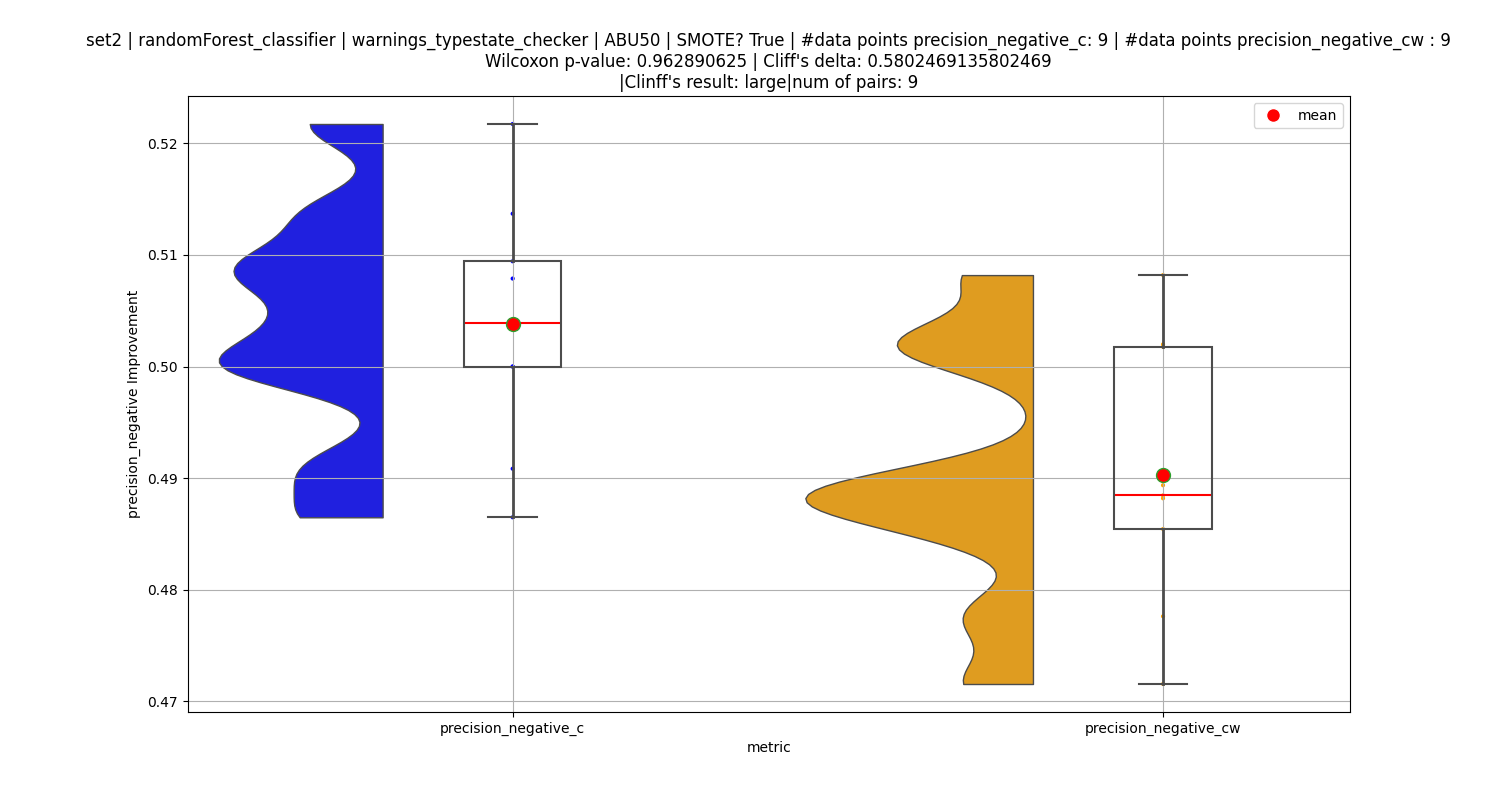 set2 | randomForest_classifier | warnings_typestate_checker | ABU50 | SMOTE? True | #data points precision_negative_c: 9 | #data points precision_negative_cw : 9
Wilcoxon p-value: 0.962890625 | Cliff's delta: 0.5802469135802469
|Clinff's result: large|num of pairs: 9
mean
0.52
0.51
0.50
0.49
0.48
0.47
precision_negative Improvement
precision_negative_c
precision_negative_cw
metric